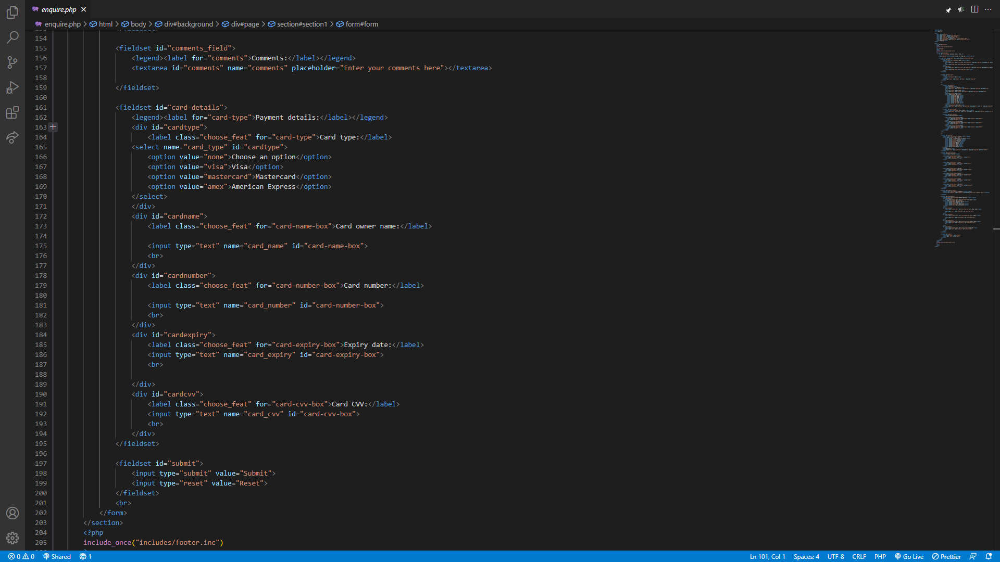 enquire.php
enquire.php > html > body > div#background > div#page > section#section1 > form#form
154
155 <fieldset id="comments_field">
156 <legend><label for="comments">Comments:</label></legend>
157 <textarea id="comments" name="comments" placeholder="Enter your comments here"></textarea>
158
159 </fieldset>
160
161 <fieldset id="card-details">
162 <legend><label for="card-type">Payment details:</label></legend>
163 <div id="cardtype">
164 <label class="choose_feat" for="card-type">Card type:</label>
165 <select name="card_type" id="cardtype">
166 <option value="none">Choose an option</option>
167 <option value="visa">Visa</option>
168 <option value="mastercard">Mastercard</option>
169 <option value="amex">American Express</option>
170 </select>
171 </div>
172 <div id="cardname">
173 <label class="choose_feat" for="card-name-box">Card owner name:</label>
174
175 <input type="text" name="card_name" id="card-name-box">
176 <br>
177 </div>
178 <div id="cardnumber">
179 <label class="choose_feat" for="card-number-box">Card number:</label>
180
181 <input type="text" name="card_number" id="card-number-box">
182 <br>
183 </div>
184 <div id="cardexpiry">
185 <label class="choose_feat" for="card-expiry-box">Expiry date:</label>
186 <input type="text" name="card_expiry" id="card-expiry-box">
187 <br>
188
189 </div>
190 <div id="cardcvv">
191 <label class="choose_feat" for="card-cvv-box">Card CVV:</label>
192 <input type="text" name="card_cvv" id="card-cvv-box">
193 <br>
194 </div>
195 </fieldset>
196
197 <fieldset id="submit">
198 <input type="submit" value="Submit">
199 <input type="reset" value="Reset">
200 </fieldset>
201 <br>
202 </form>
203 </section>
204 <?php
205 include_once("includes/footer.inc")
0 0 Shared 1 Ln 101, Col 1 Spaces: 4 UTF-8 CRLF PHP Go Live Prettier